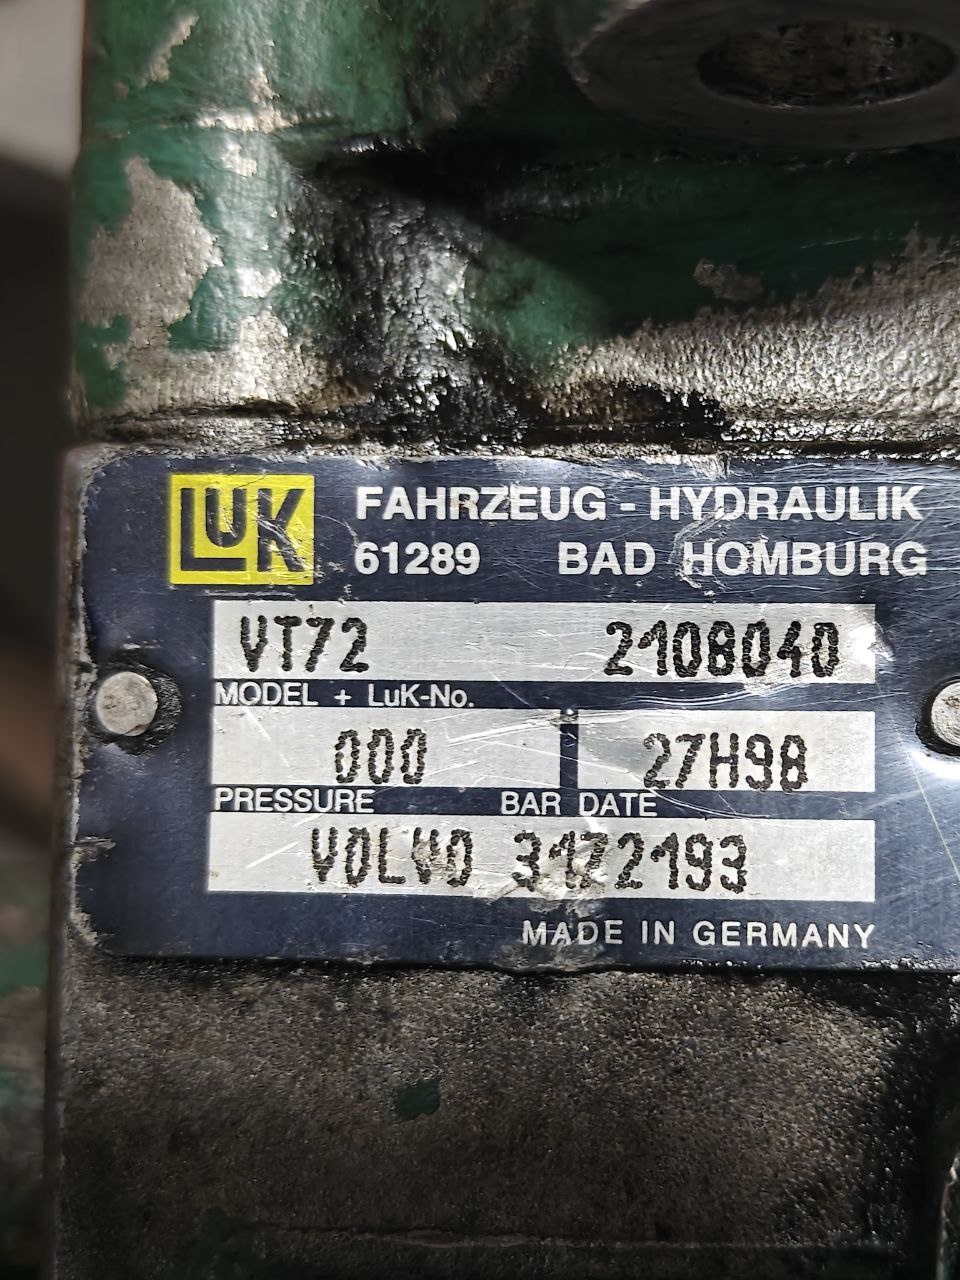 LUK
FAHRZEUG - HYDRAULIK
61289 BAD HOMBURG
VT72 2108040
MODEL + LuK-No.
000 27H98
PRESSURE BAR DATE
VOLVO 3172193
MADE IN GERMANY